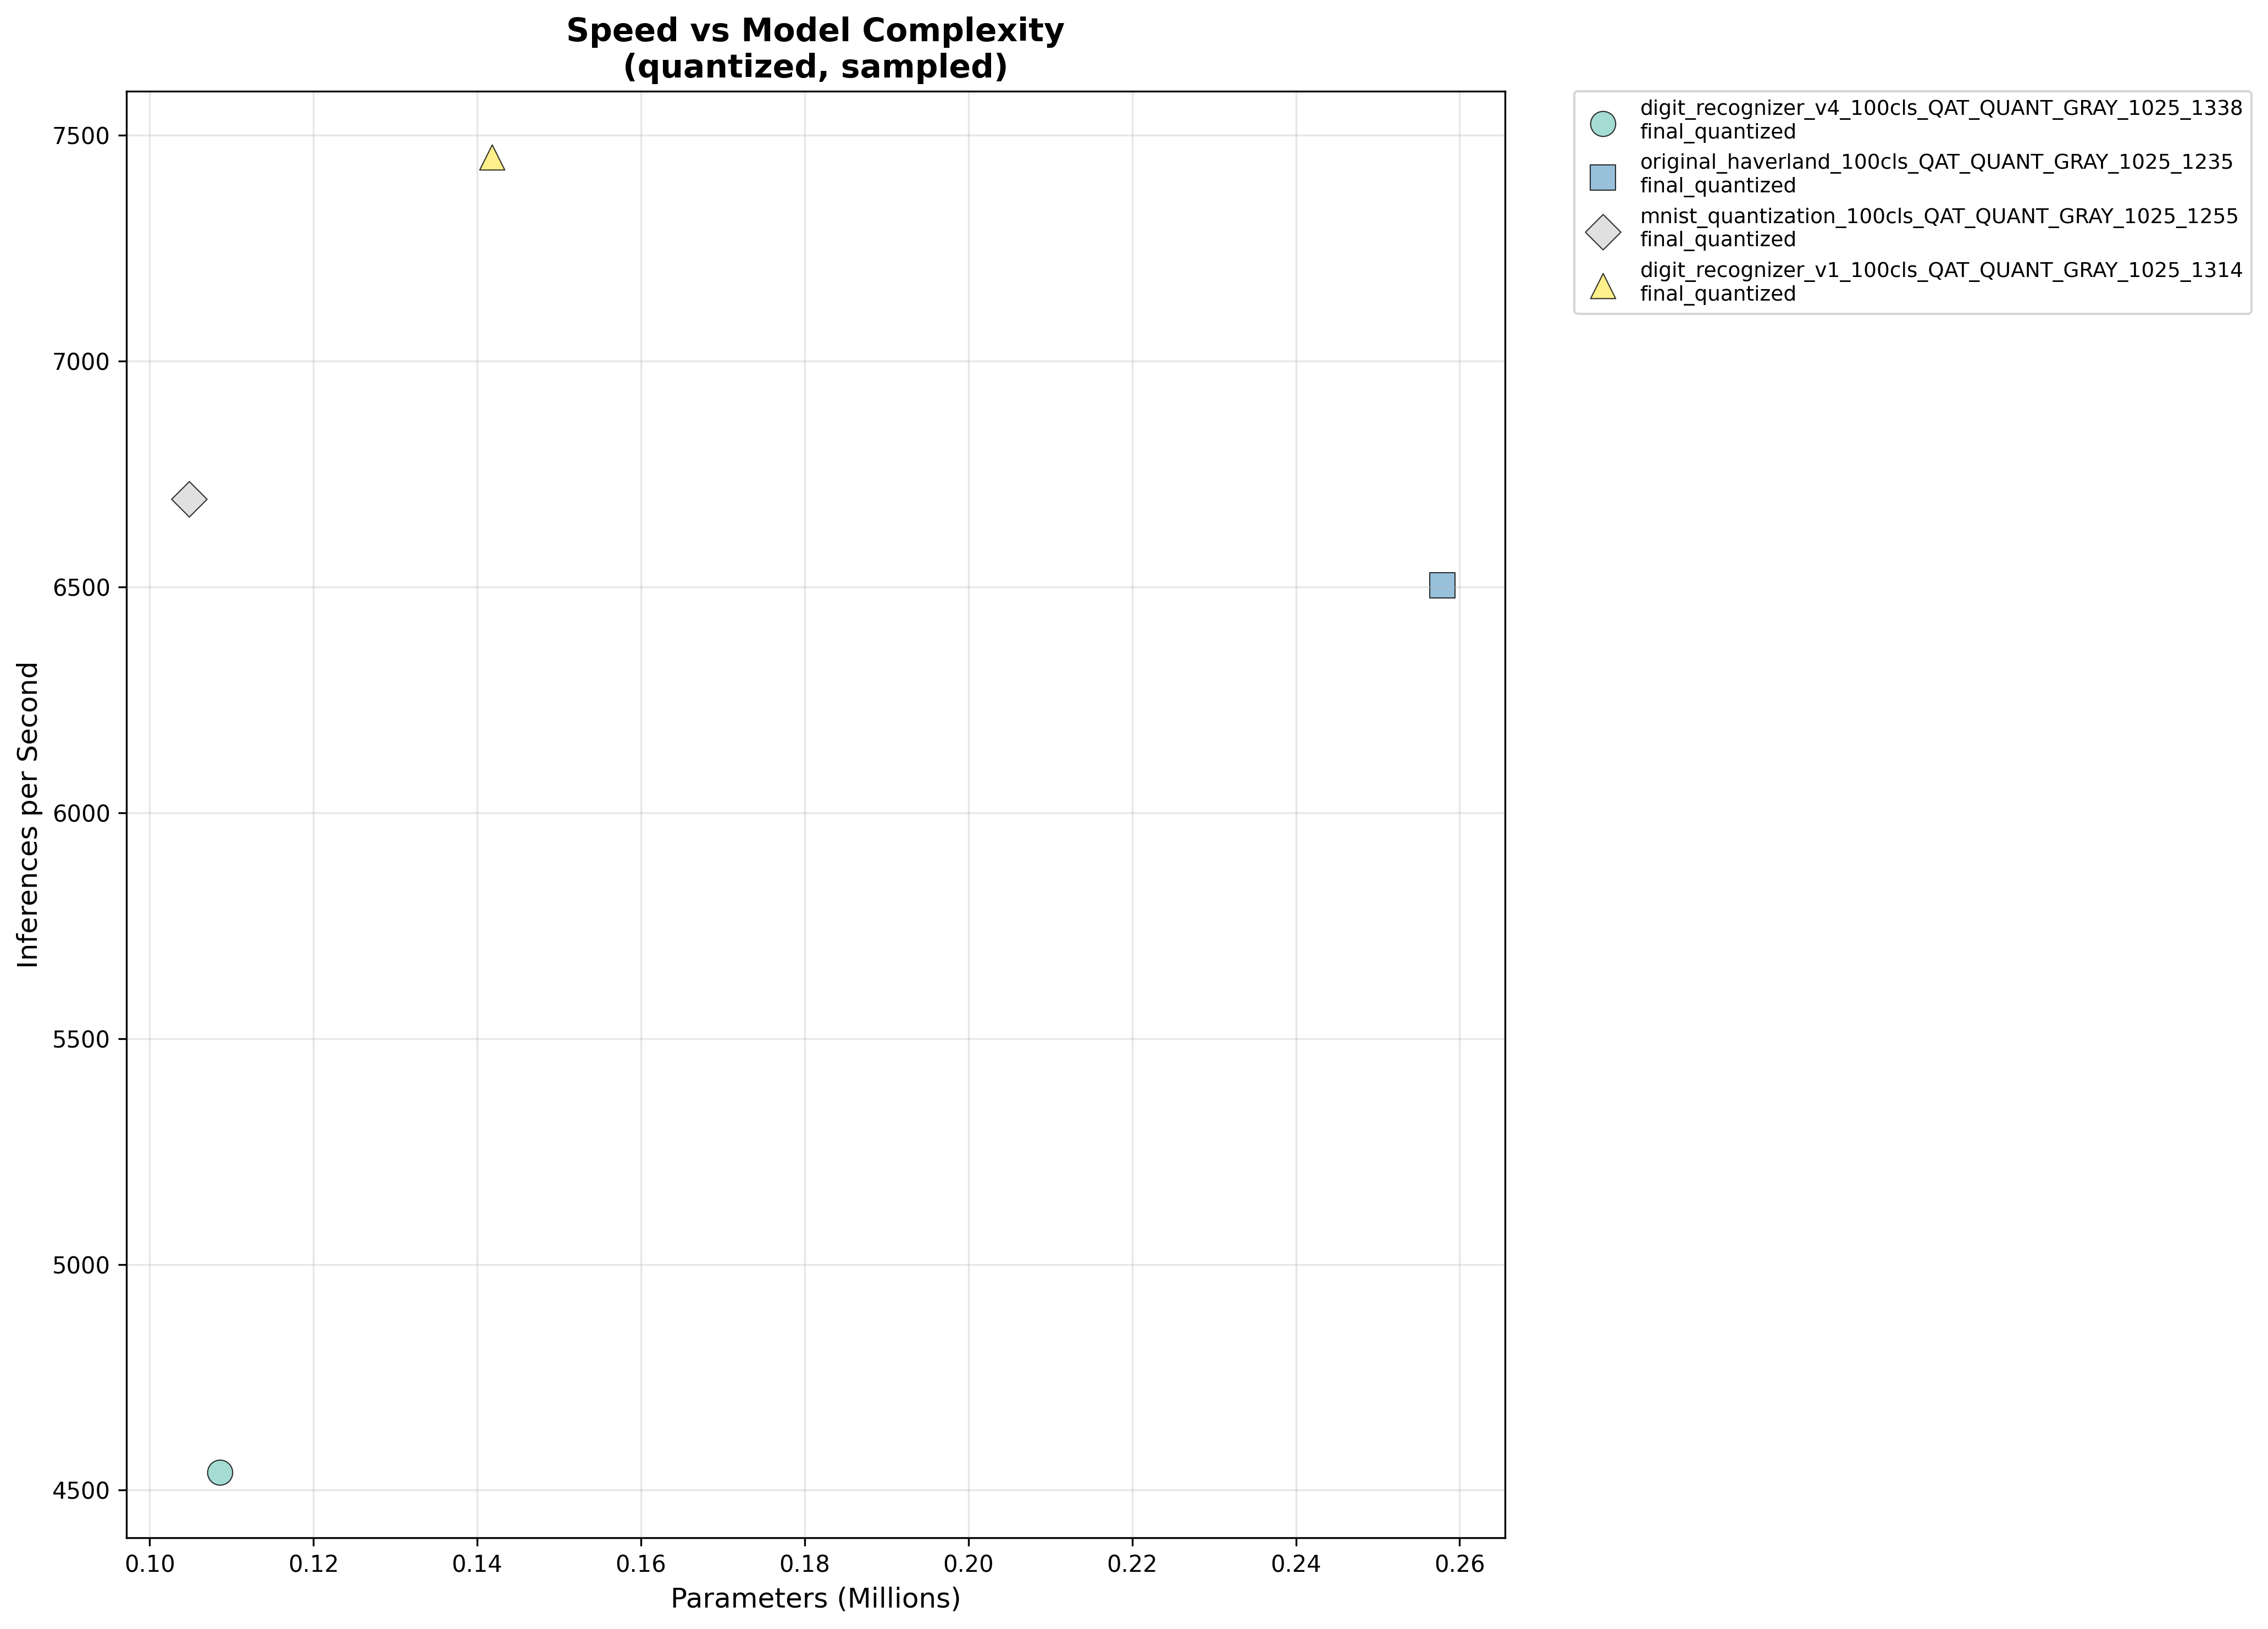 Speed vs Model Complexity
(quantized, sampled)
digit_recognizer_v4_100cls_QAT_QUANT_GRAY_1025_1338
final_quantized
original_haverland_100cls_QAT_QUANT_GRAY_1025_1235
final_quantized
mnist_quantization_100cls_QAT_QUANT_GRAY_1025_1255
final_quantized
digit_recognizer_v1_100cls_QAT_QUANT_GRAY_1025_1314
final_quantized
Inferences per Second
7500
7000
6500
6000
5500
5000
4500
0.10 0.12 0.14 0.16 0.18 0.20 0.22 0.24 0.26
Parameters (Millions)